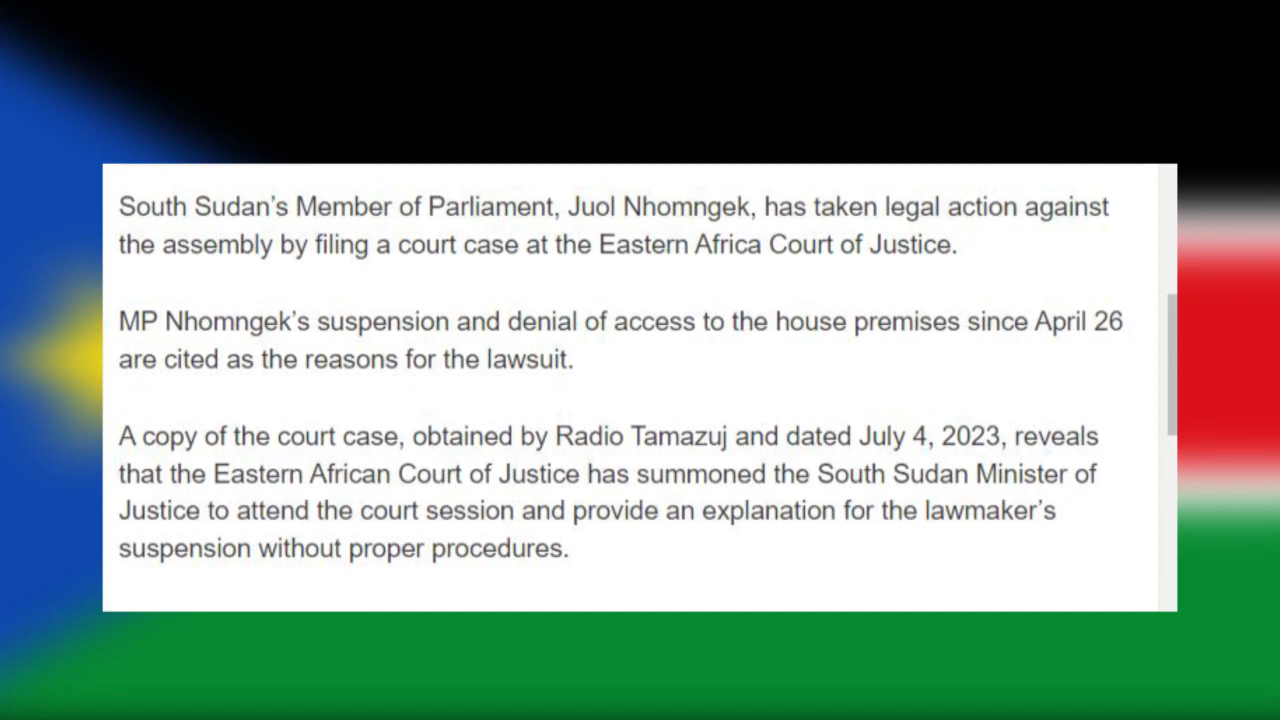 South Sudan’s Member of Parliament, Juol Nhomngek, has taken legal action against
the assembly by filing a court case at the Eastern Africa Court of Justice.
MP Nhomngek’s suspension and denial of access to the house premises since April 26
are cited as the reasons for the lawsuit.
A copy of the court case, obtained by Radio Tamazuj and dated July 4, 2023, reveals
that the Eastern African Court of Justice has summoned the South Sudan Minister of
Justice to attend the court session and provide an explanation for the lawmaker’s
suspension without proper procedures.